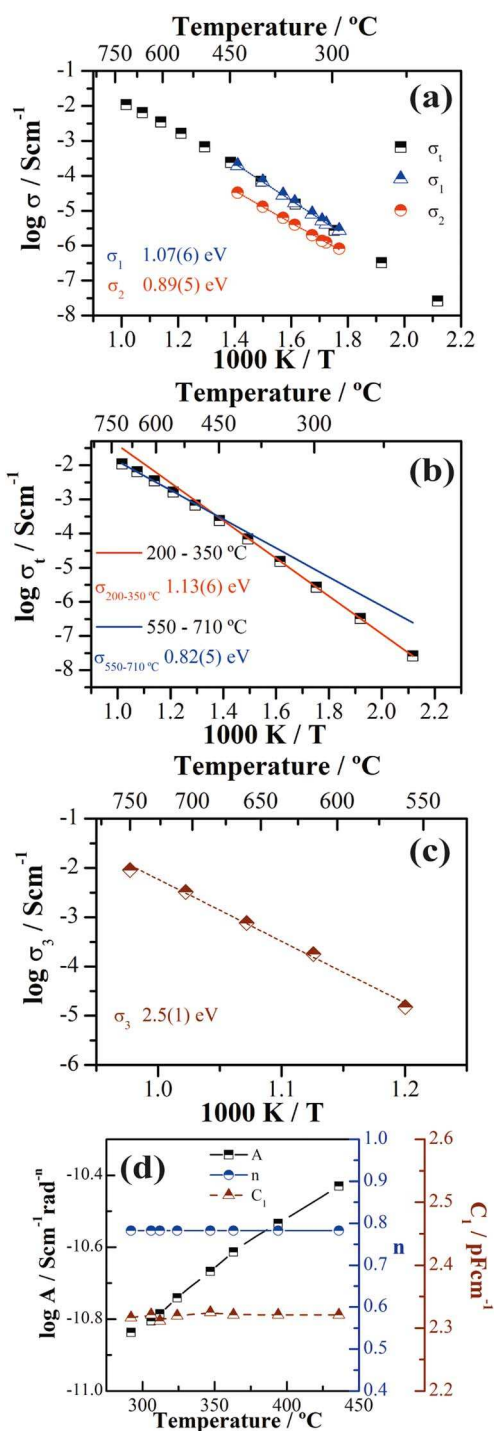 Temperature / ºC
750 600 450 300
(a)
log σ / Scm⁻¹
-1
-2
-3
-4
-5
-6
-7
-8
σt
σ1
σ2
σ1 1.07(6) eV
σ2 0.89(5) eV
1.0 1.2 1.4 1.6 1.8 2.0 2.2
1000 K / T
Temperature / ºC
750 600 450 300
(b)
log σt / Scm⁻¹
-2
-3
-4
-5
-6
-7
-8
200 - 350 ºC
σ200-350 ºC 1.13(6) eV
550 - 710 ºC
σ550-710 ºC 0.82(5) eV
1.0 1.2 1.4 1.6 1.8 2.0 2.2
1000 K / T
Temperature / ºC
750 700 650 600 550
(c)
log σ3 / Scm⁻¹
-1
-2
-3
-4
-5
-6
σ3 2.5(1) eV
1.0 1.1 1.2
1000 K / T
(d)
A
n
C1
log A / Scm⁻¹rad⁻ⁿ
-10.4
-10.6
-10.8
-11.0
1.0
0.9
0.8
0.7
0.6
0.5
0.4
n
2.6
2.5
2.4
2.3
2.2
C1 / pFcm⁻¹
300 350 400 450
Temperature / ºC